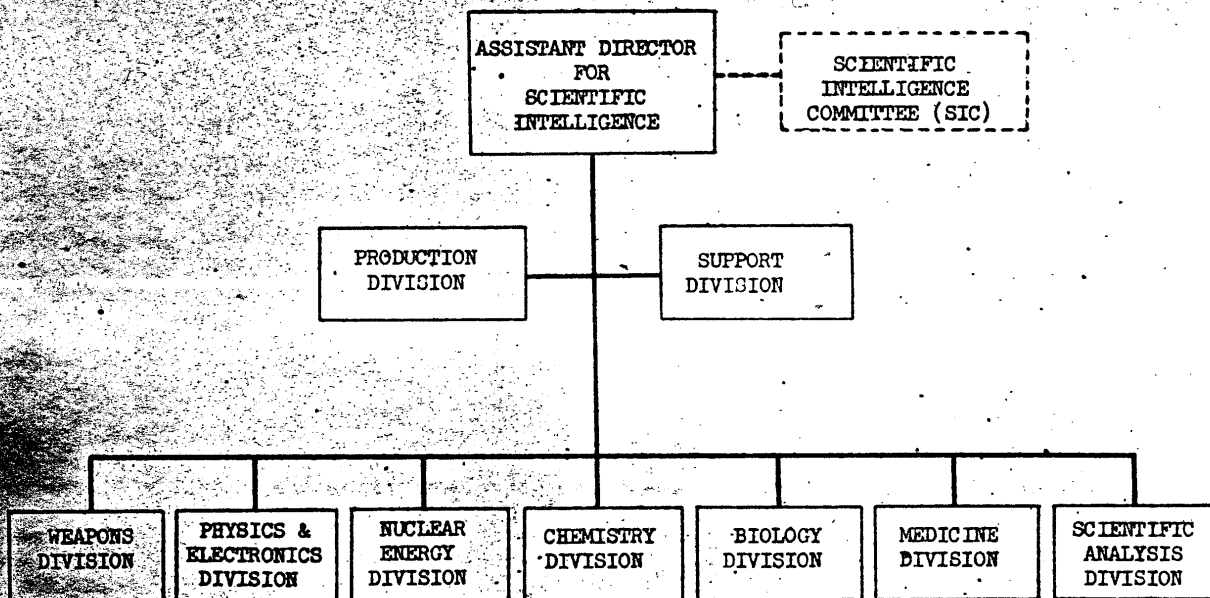 ASSISTANT DIRECTOR
FOR
SCIENTIFIC
INTELLIGENCE
SCIENTIFIC
INTELLIGENCE
COMMITTEE (SIC)
PRODUCTION
DIVISION
SUPPORT
DIVISION
WEAPONS
DIVISION
PHYSICS &
ELECTRONICS
DIVISION
NUCLEAR
ENERGY
DIVISION
CHEMISTRY
DIVISION
BIOLOGY
DIVISION
MEDICINE
DIVISION
SCIENTIFIC
ANALYSIS
DIVISION